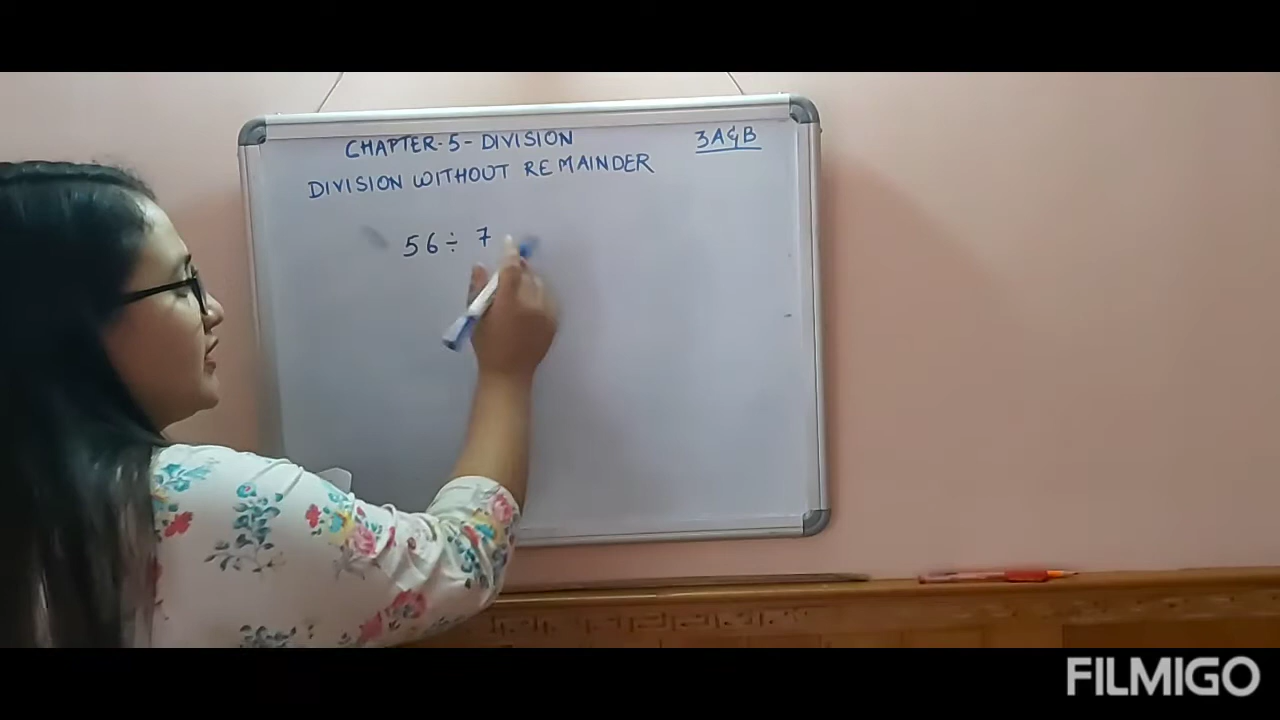 CHAPTER-5-DIVISION
3A&B
DIVISION WITHOUT REMAINDER
56÷7
FILMIGO